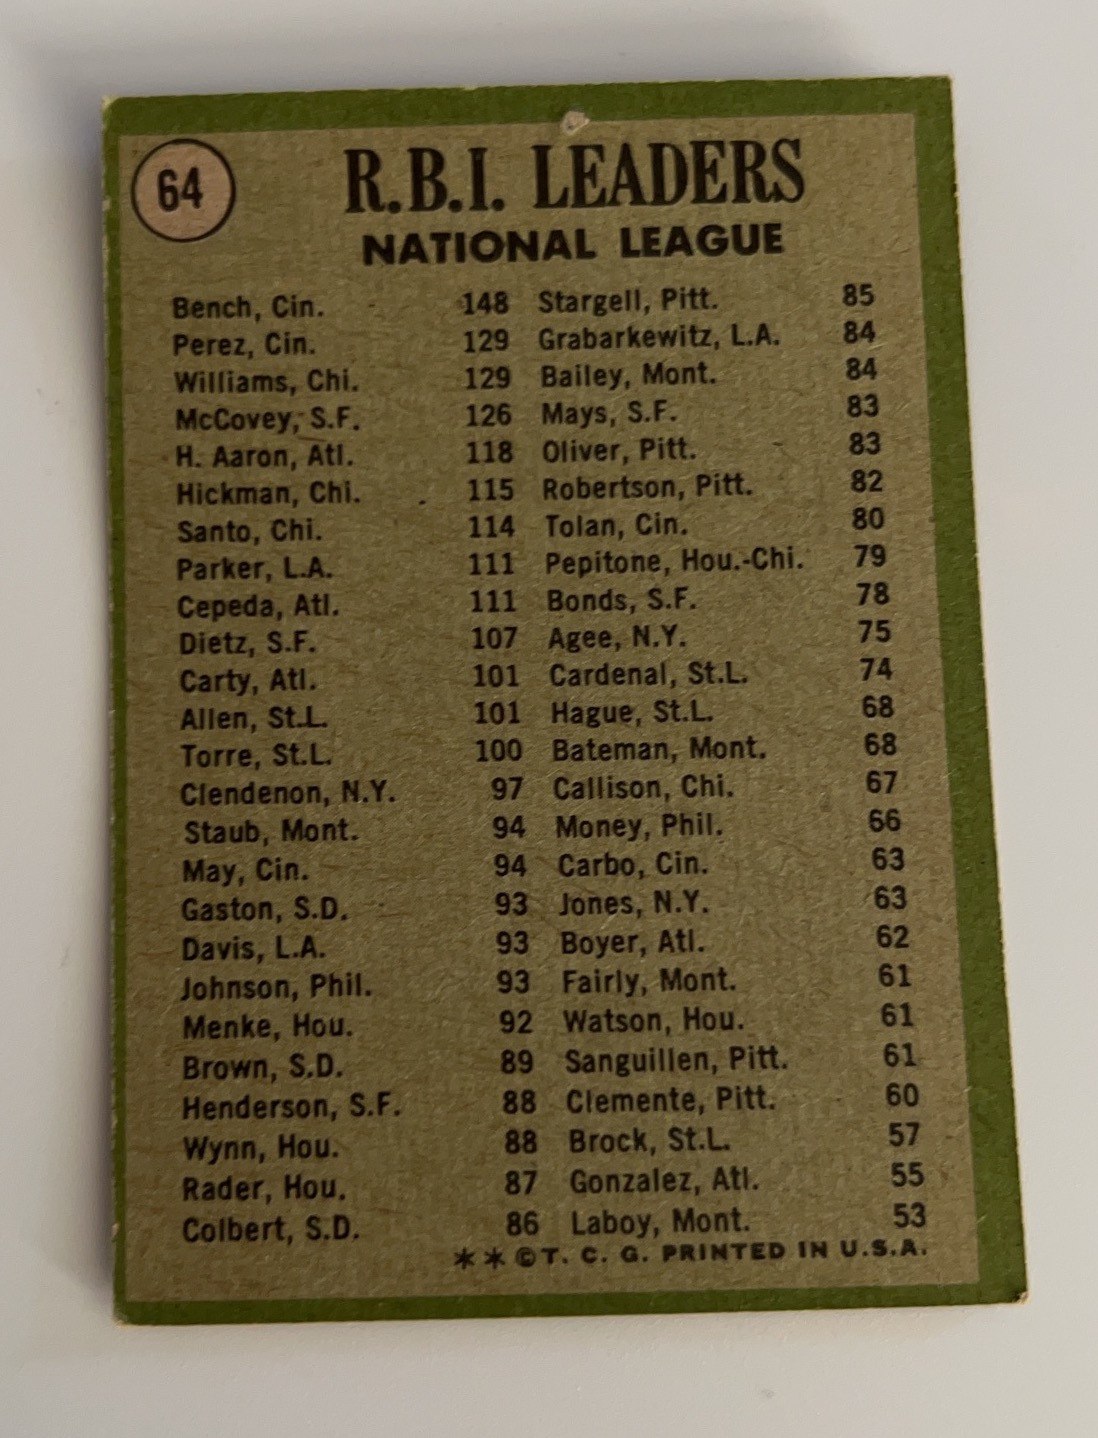 64
R.B.I. LEADERS
NATIONAL LEAGUE
Bench, Cin. 148 Stargell, Pitt. 85
Perez, Cin. 129 Grabarkewitz, L.A. 84
Williams, Chi. 129 Bailey, Mont. 84
McCovey, S.F. 126 Mays, S.F. 83
H. Aaron, Atl. 118 Oliver, Pitt. 83
Hickman, Chi. 115 Robertson, Pitt. 82
Santo, Chi. 114 Tolan, Cin. 80
Parker, L.A. 111 Pepitone, Hou.-Chi. 79
Cepeda, Atl. 111 Bonds, S.F. 78
Dietz, S.F. 107 Agee, N.Y. 75
Carty, Atl. 101 Cardenal, St.L. 74
Allen, St.L. 101 Hague, St.L. 68
Torre, St.L. 100 Bateman, Mont. 68
Clendenon, N.Y. 97 Callison, Chi. 67
Staub, Mont. 94 Money, Phil. 66
May, Cin. 94 Carbo, Cin. 63
Gaston, S.D. 93 Jones, N.Y. 63
Davis, L.A. 93 Boyer, Atl. 62
Johnson, Phil. 93 Fairly, Mont. 61
Menke, Hou. 92 Watson, Hou. 61
Brown, S.D. 89 Sanguillen, Pitt. 61
Henderson, S.F. 88 Clemente, Pitt. 60
Wynn, Hou. 88 Brock, St.L. 57
Rader, Hou. 87 Gonzalez, Atl. 55
Colbert, S.D. 86 Laboy, Mont. 53
**©T. C. G. PRINTED IN U.S.A.